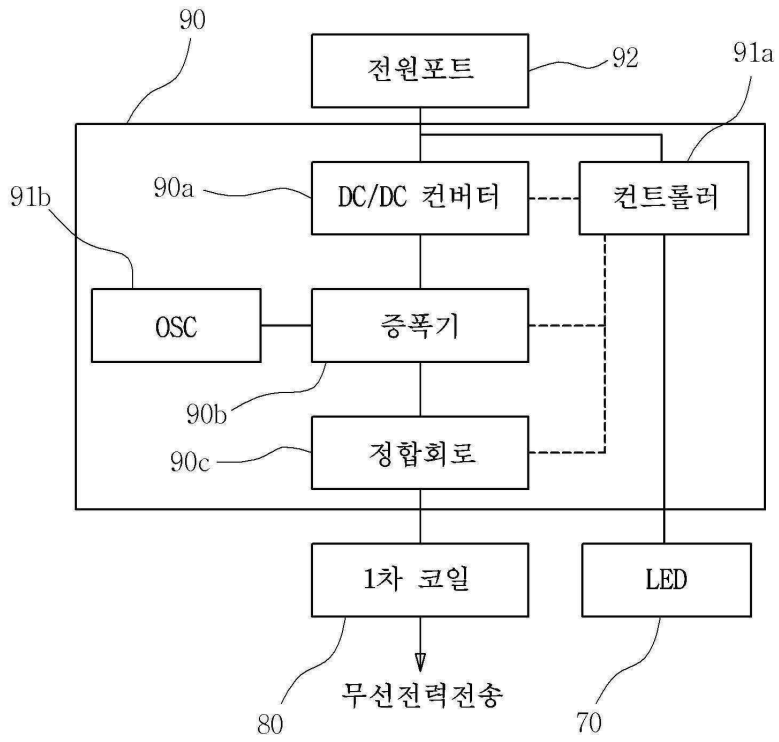 90
전원포트
92
91a
90a
DC/DC 컨버터
컨트롤러
91b
OSC
증폭기
90b
정합회로
90c
1차 코일
LED
무선전력전송
80
70